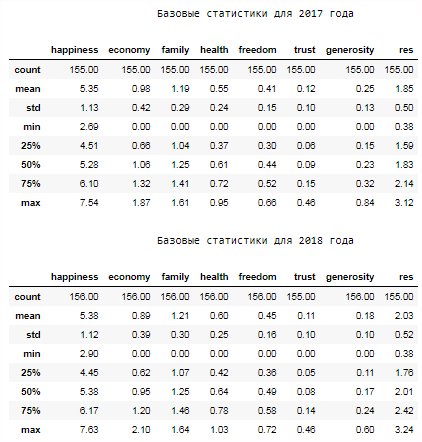 Базовые статистики для 2017 года
happiness economy family health freedom trust generosity res
count 155.00 155.00 155.00 155.00 155.00 155.00 155.00 155.00
mean 5.35 0.98 1.19 0.55 0.41 0.12 0.25 1.85
std 1.13 0.42 0.29 0.24 0.15 0.10 0.13 0.50
min 2.69 0.00 0.00 0.00 0.00 0.00 0.00 0.38
25% 4.51 0.66 1.04 0.37 0.30 0.06 0.15 1.59
50% 5.28 1.06 1.25 0.61 0.44 0.09 0.23 1.83
75% 6.10 1.32 1.41 0.72 0.52 0.15 0.32 2.14
max 7.54 1.87 1.61 0.95 0.66 0.46 0.84 3.12
Базовые статистики для 2018 года
happiness economy family health freedom trust generosity res
count 156.00 156.00 156.00 156.00 156.00 155.00 156.00 155.00
mean 5.38 0.89 1.21 0.60 0.45 0.11 0.18 2.03
std 1.12 0.39 0.30 0.25 0.16 0.10 0.10 0.52
min 2.90 0.00 0.00 0.00 0.00 0.00 0.00 0.38
25% 4.45 0.62 1.07 0.42 0.36 0.05 0.11 1.76
50% 5.38 0.95 1.25 0.64 0.49 0.08 0.17 2.01
75% 6.17 1.20 1.46 0.78 0.58 0.14 0.24 2.42
max 7.63 2.10 1.64 1.03 0.72 0.46 0.60 3.24